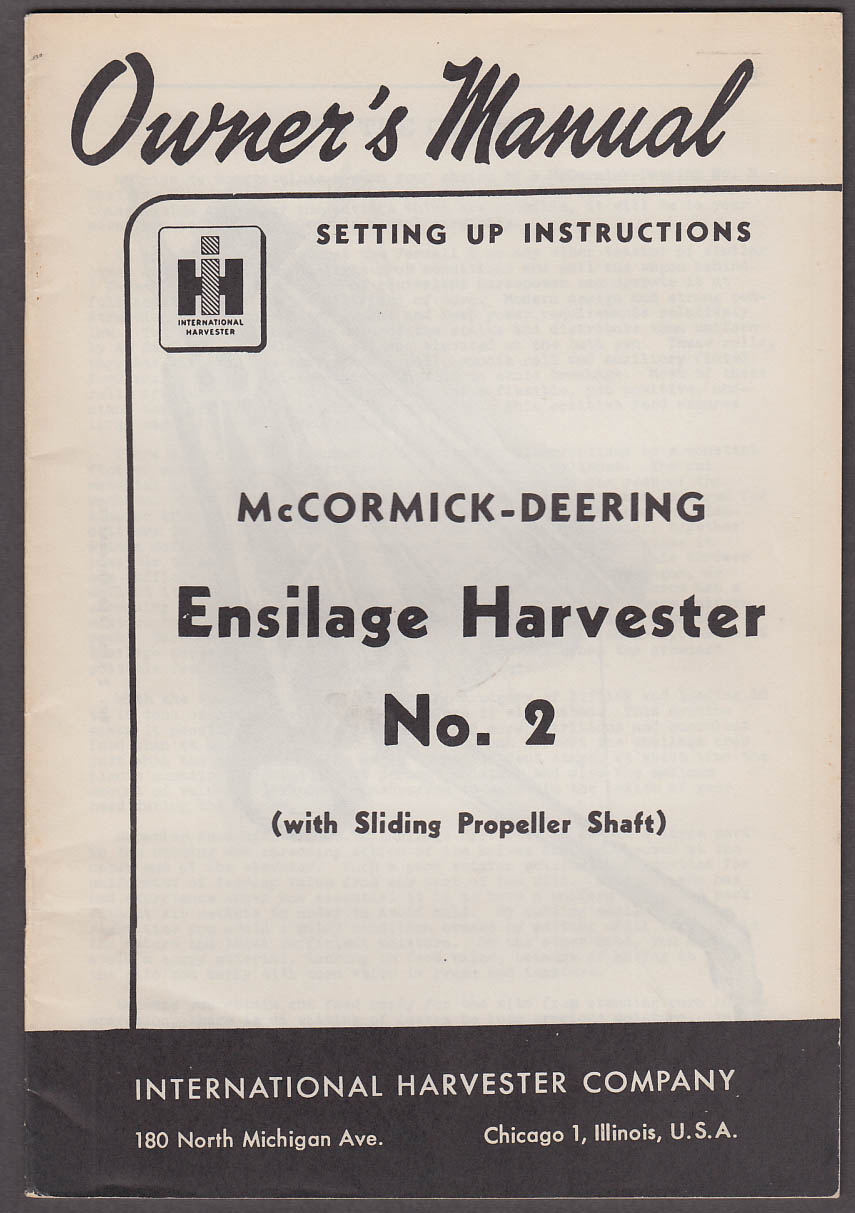 Owner's Manual
SETTING UP INSTRUCTIONS
IH
INTERNATIONAL
HARVESTER
McCORMICK-DEERING
Ensilage Harvester
No. 2
(with Sliding Propeller Shaft)
INTERNATIONAL HARVESTER COMPANY
180 North Michigan Ave. Chicago 1, Illinois, U.S.A.